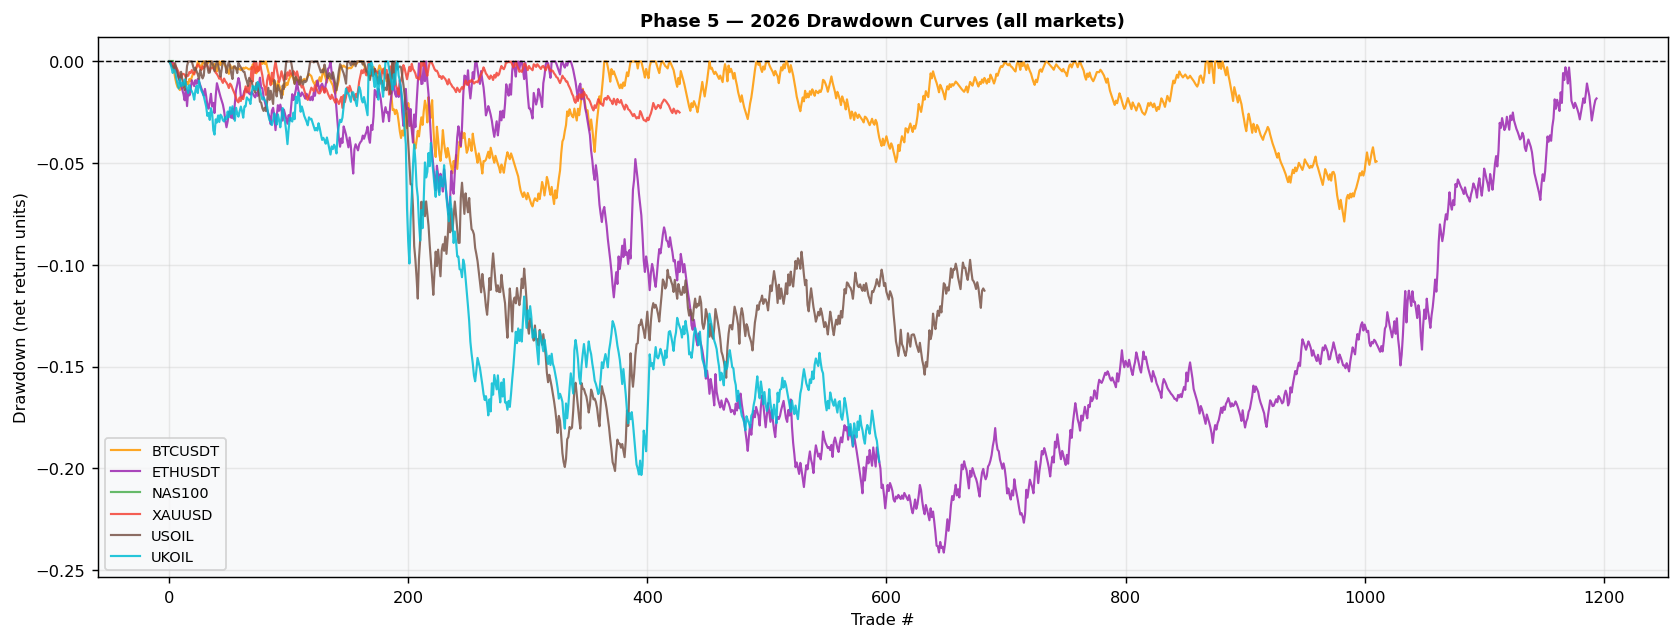 Phase 5 — 2026 Drawdown Curves (all markets)
0.00
−0.05
−0.10
−0.15
−0.20
−0.25
Drawdown (net return units)
BTCUSDT
ETHUSDT
NAS100
XAUUSD
USOIL
UKOIL
0 200 400 600 800 1000 1200
Trade #